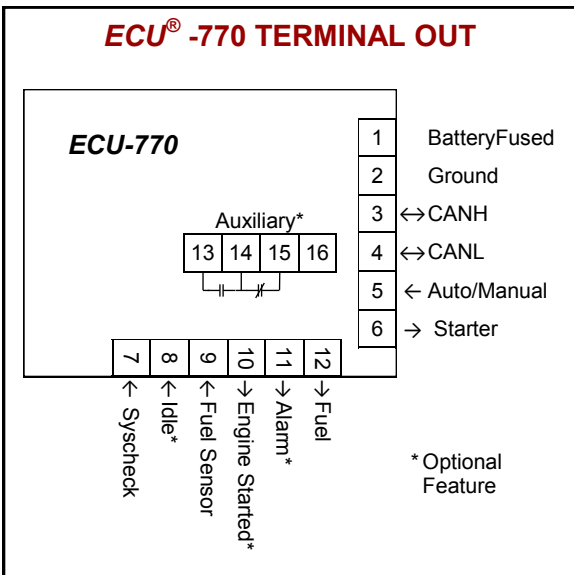 ECU® -770 TERMINAL OUT
ECU-770
1 BatteryFused
2 Ground
3 ↔CANH
4 ↔CANL
5 ← Auto/Manual
6 → Starter
Auxiliary*
13 14 15 16
7 ← Syscheck
8 ← Idle*
9 ← Fuel Sensor
10 → Engine Started*
11 → Alarm*
12 → Fuel
* Optional
Feature